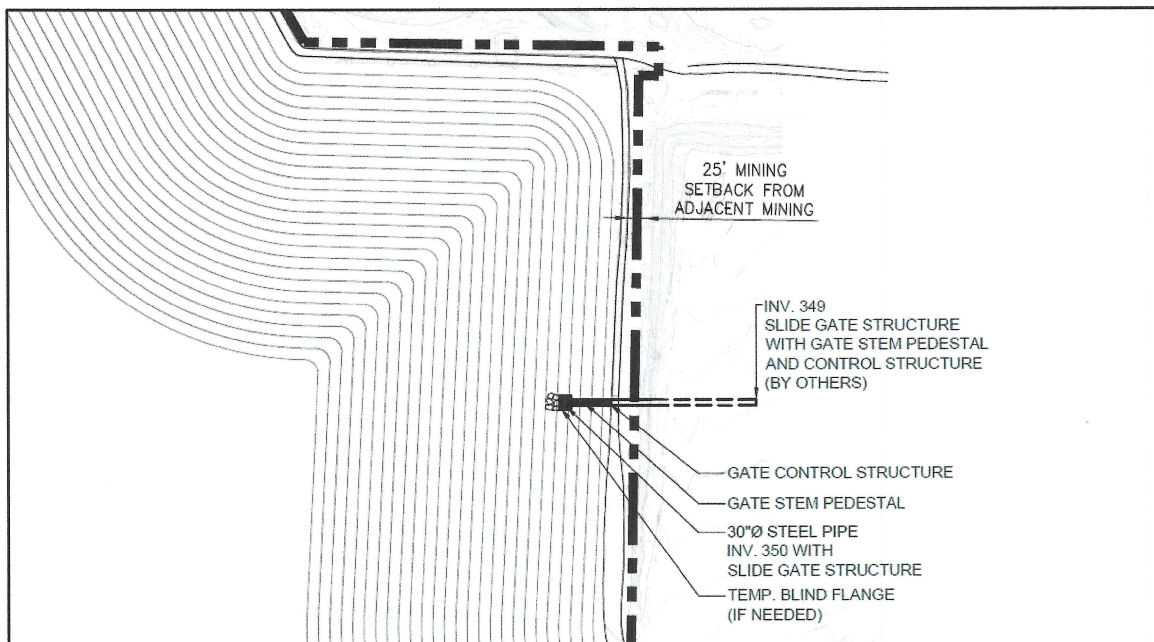 25' MINING
SETBACK FROM
ADJACENT MINING
INV. 349
SLIDE GATE STRUCTURE
WITH GATE STEM PEDESTAL
AND CONTROL STRUCTURE
(BY OTHERS)
GATE CONTROL STRUCTURE
GATE STEM PEDESTAL
30"Ø STEEL PIPE
INV. 350 WITH
SLIDE GATE STRUCTURE
TEMP. BLIND FLANGE
(IF NEEDED)